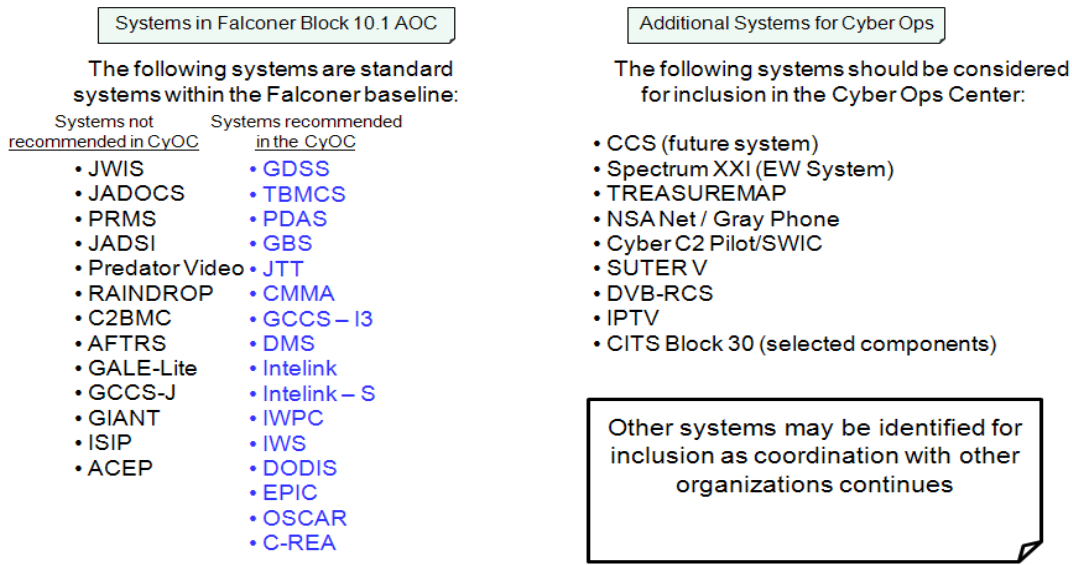 Systems in Falconer Block 10.1 AOC
The following systems are standard
systems within the Falconer baseline:
Systems not
recommended in CyOC
• JWIS
• JADOCS
• PRMS
• JADSI
• Predator Video
• RAINDROP
• C2BMC
• AFTRS
• GALE-Lite
• GCCS-J
• GIANT
• ISIP
• ACEP
Systems recommended
in the CyOC
• GDSS
• TBMCS
• PDAS
• GBS
• JTT
• CMMA
• GCCS – I3
• DMS
• Intelink
• Intelink – S
• IWPC
• IWS
• DODIS
• EPIC
• OSCAR
• C-REA
Additional Systems for Cyber Ops
The following systems should be considered
for inclusion in the Cyber Ops Center:
• CCS (future system)
• Spectrum XXI (EW System)
• TREASUREMAP
• NSA Net / Gray Phone
• Cyber C2 Pilot/SWIC
• SUTER V
• DVB-RCS
• IPTV
• CITS Block 30 (selected components)
Other systems may be identified for
inclusion as coordination with other
organizations continues